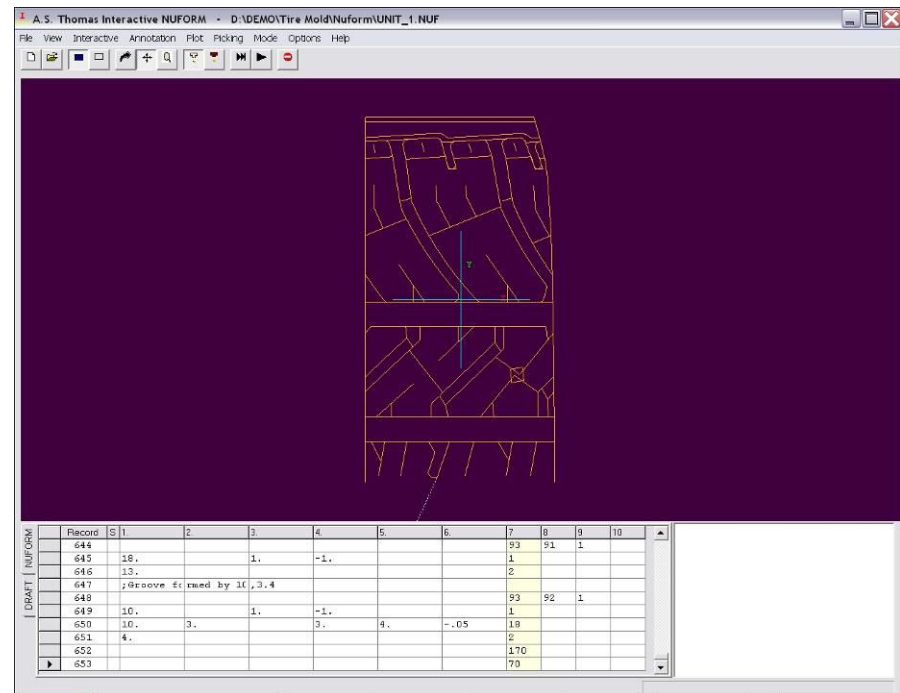 A.S. Thomas Interactive NUFORM - D:\DEMO\Tire Mold\Nuform\UNIT_1.NUF
File View Interactive Annotation Plot Picking Mode Options Help
Y
NUFORM
DRAFT
Record S 1. 2. 3. 4. 5. 6. 7 8 9 10
644 93 91 1
645 18. 1. -1. 1
646 13. 2
647 ;Groove fo rmed by 10 ,3.4
648 93 92 1
649 10. 1. -1. 1
650 10. 3. 3. 4. -.05 18
651 4. 2
652 170
653 70